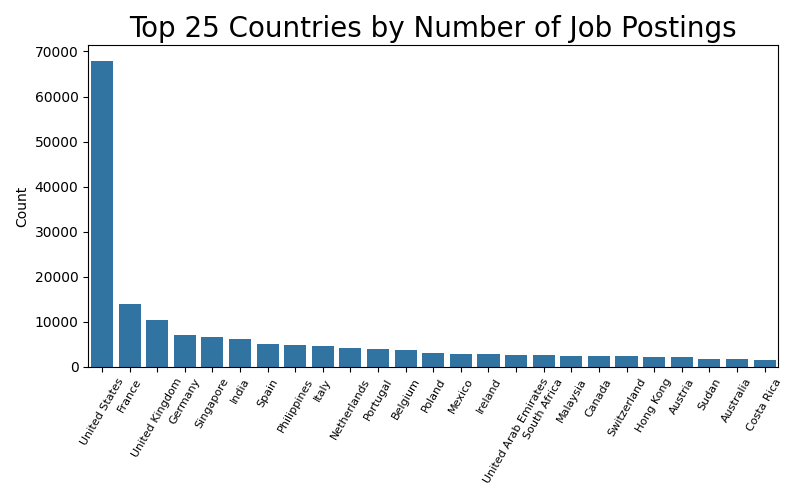 Top 25 Countries by Number of Job Postings
70000
60000
50000
40000
30000
20000
10000
0
Count
United States
France
United Kingdom
Germany
Singapore
India
Spain
Philippines
Italy
Netherlands
Portugal
Belgium
Poland
Mexico
Ireland
United Arab Emirates
South Africa
Malaysia
Canada
Switzerland
Hong Kong
Austria
Sudan
Australia
Costa Rica